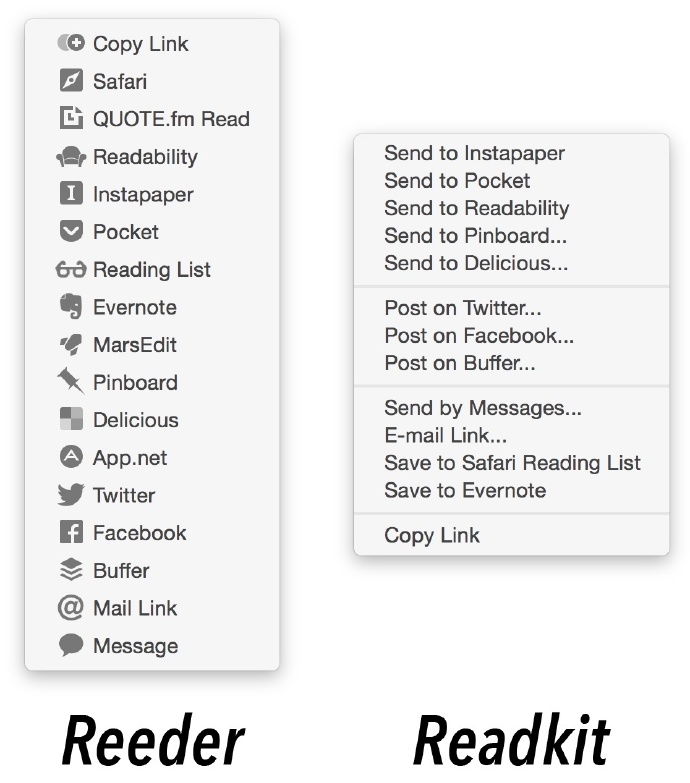 Copy Link
Safari
QUOTE.fm Read
Readability
Instapaper
Pocket
Reading List
Evernote
MarsEdit
Pinboard
Delicious
App.net
Twitter
Facebook
Buffer
Mail Link
Message
Reeder
Send to Instapaper
Send to Pocket
Send to Readability
Send to Pinboard...
Send to Delicious...
Post on Twitter...
Post on Facebook...
Post on Buffer...
Send by Messages...
E-mail Link...
Save to Safari Reading List
Save to Evernote
Copy Link
Readkit